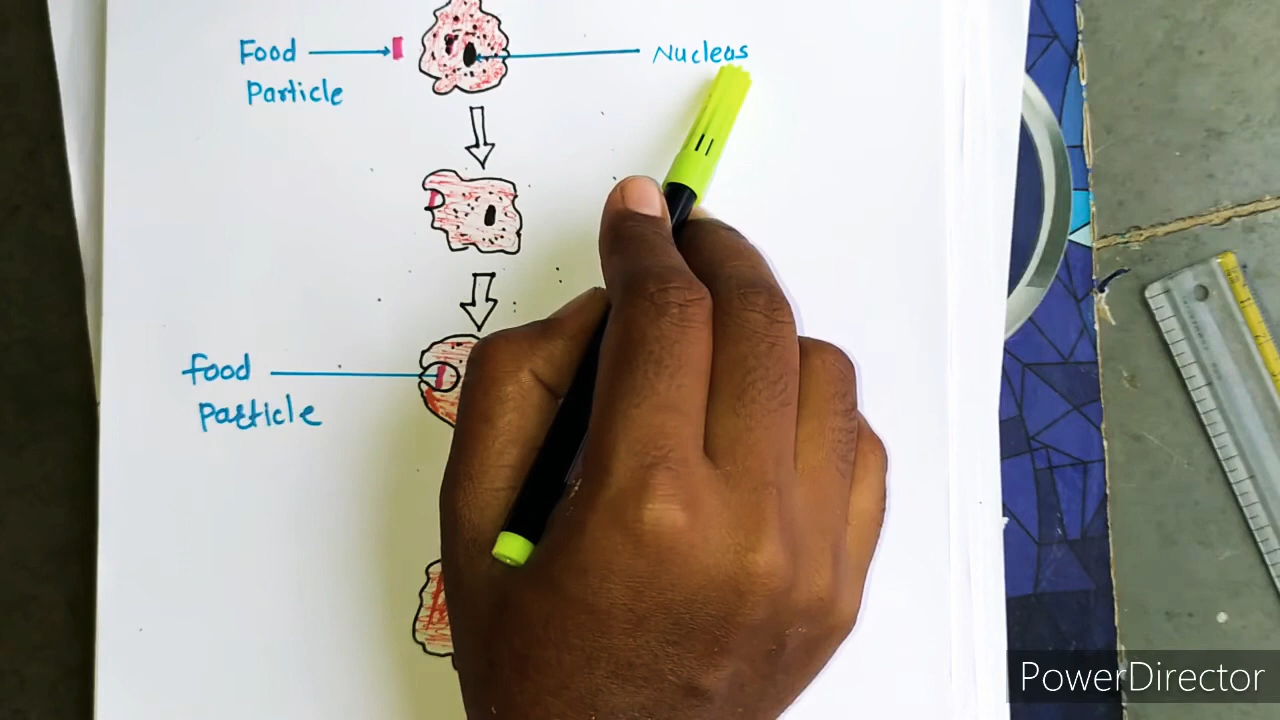 Food
Particle
Nucleas
food
particle
PowerDirector